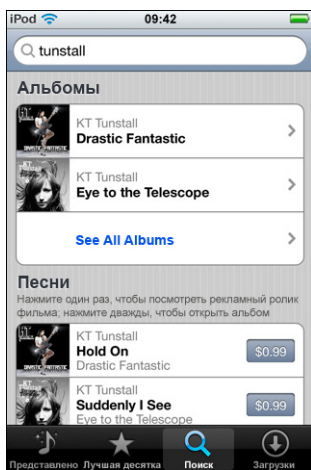 iPod 09:42
tunstall
Альбомы
KT Tunstall
Drastic Fantastic
KT Tunstall
Eye to the Telescope
See All Albums
Песни
Нажмите один раз, чтобы посмотреть рекламный ролик
фильма; нажмите дважды, чтобы открыть альбом
KT Tunstall
Hold On
Drastic Fantastic
$0.99
KT Tunstall
Suddenly I See
Eye to the Telescope
$0.99
Представлено Лучшая десятка Поиск Загрузки